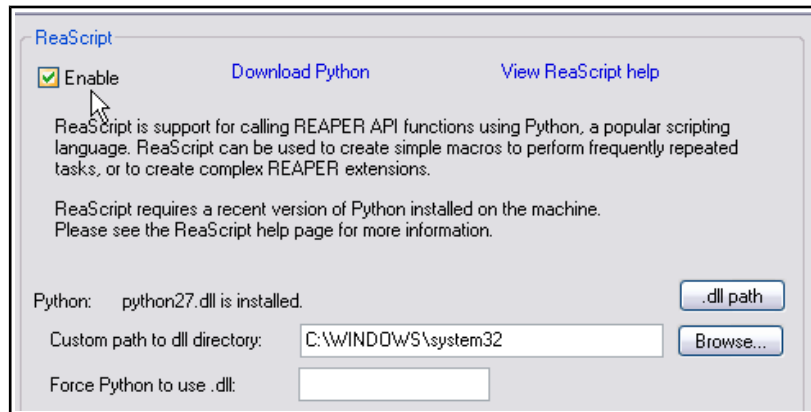 ReaScript
Enable
Download Python
View ReaScript help
ReaScript is support for calling REAPER API functions using Python, a popular scripting
language. ReaScript can be used to create simple macros to perform frequently repeated
tasks, or to create complex REAPER extensions.
ReaScript requires a recent version of Python installed on the machine.
Please see the ReaScript help page for more information.
Python: python27.dll is installed.
.dll path
Custom path to dll directory:
C:\WINDOWS\system32
Browse...
Force Python to use .dll: